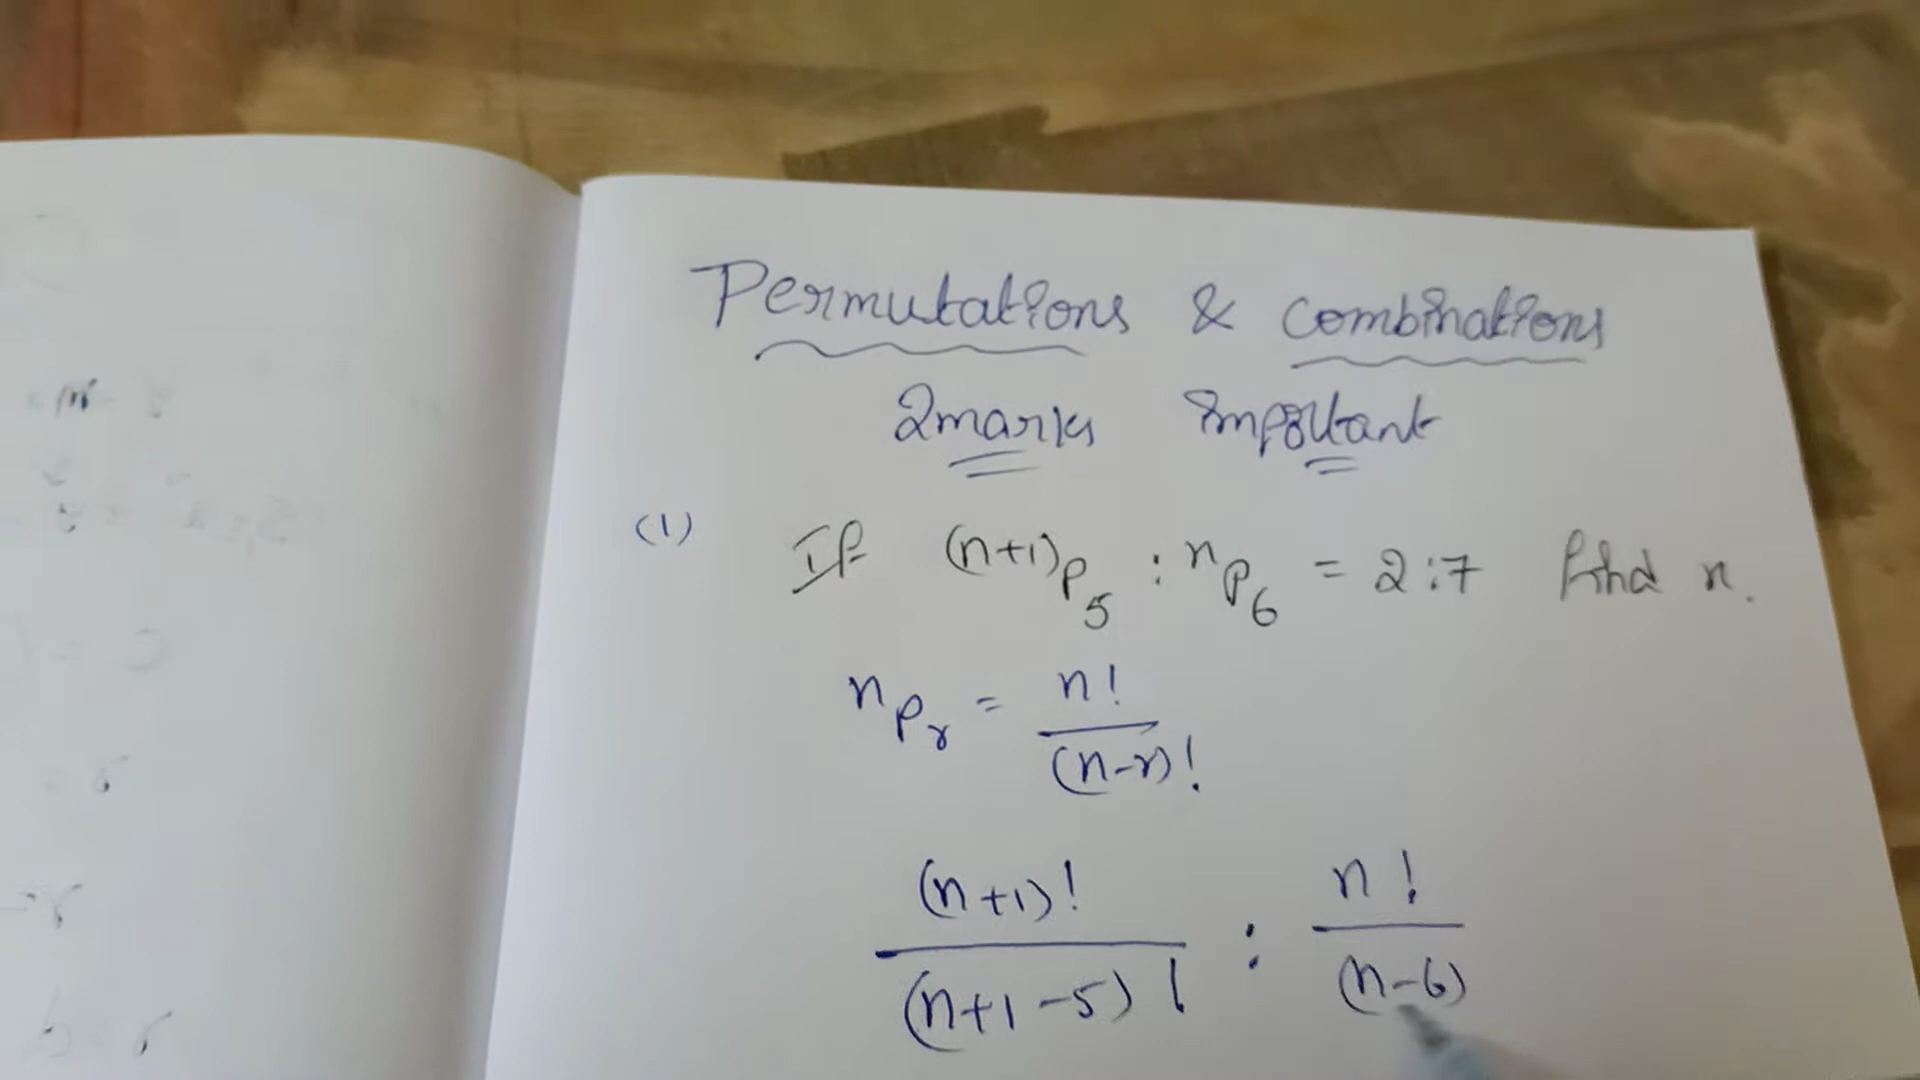 Permutations & Combinations
2marks Important
(1) If (n+1)p5 : np6 = 2:7 find n.
npr = n! / (n-r)!
(n+1)! / (n+1-5)! : n! / (n-6)